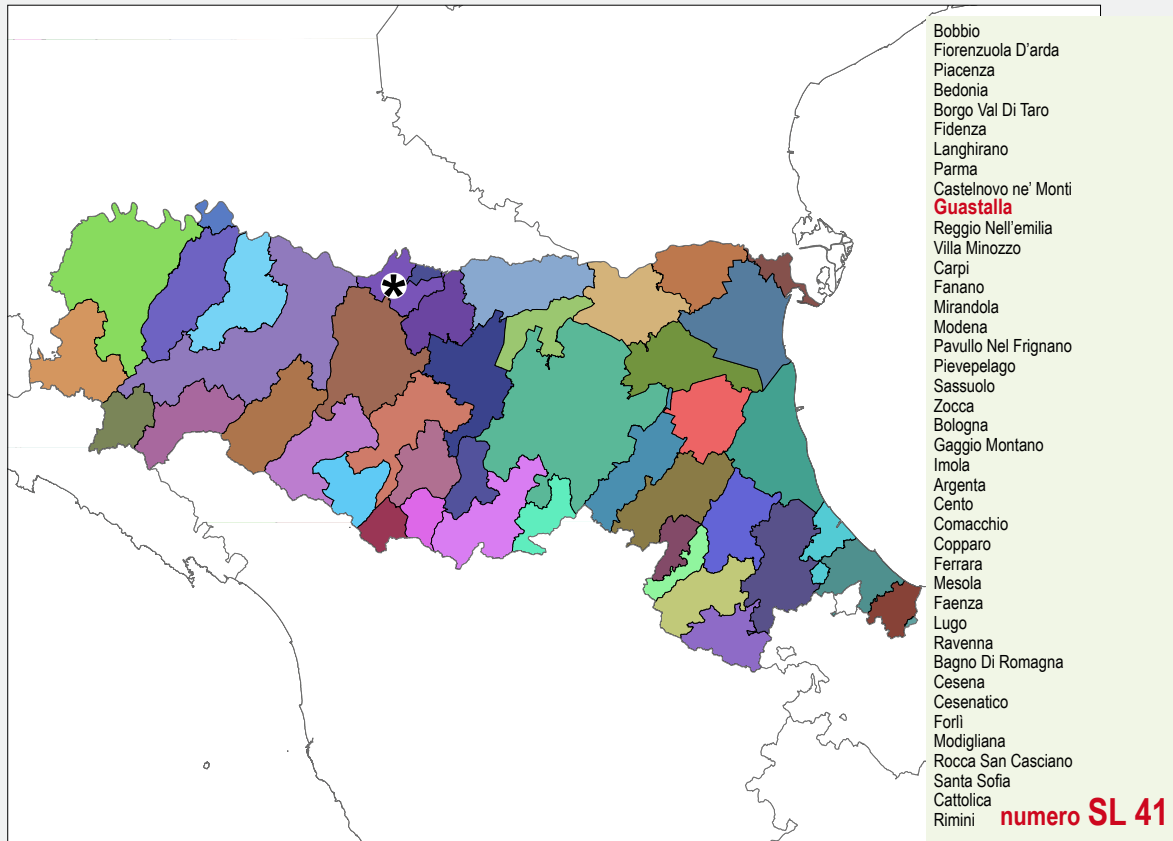 Bobbio
Fiorenzuola D'arda
Piacenza
Bedonia
Borgo Val Di Taro
Fidenza
Langhirano
Parma
Castelnovo ne' Monti
Guastalla
Reggio Nell'emilia
Villa Minozzo
Carpi
Fanano
Mirandola
Modena
Pavullo Nel Frignano
Pievepelago
Sassuolo
Zocca
Bologna
Gaggio Montano
Imola
Argenta
Cento
Comacchio
Copparo
Ferrara
Mesola
Faenza
Lugo
Ravenna
Bagno Di Romagna
Cesena
Cesenatico
Forlì
Modigliana
Rocca San Casciano
Santa Sofia
Cattolica
Rimini numero SL 41
*